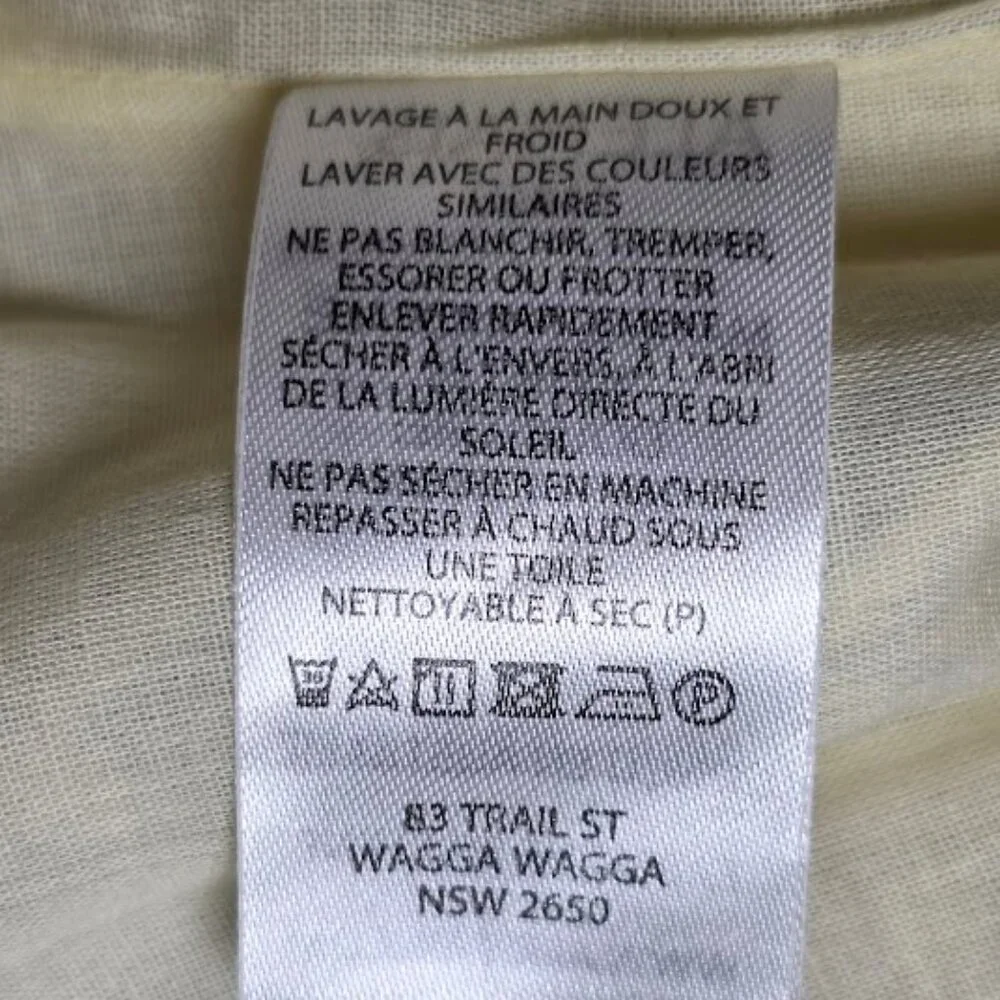 LAVAGE À LA MAIN DOUX ET
FROID
LAVER AVEC DES COULEURS
SIMILAIRES
NE PAS BLANCHIR, TREMPER,
ESSORER OU FROTTER
ENLEVER RAPIDEMENT
SÉCHER À L'ENVERS, À L'ABRI
DE LA LUMIÈRE DIRECTE DU
SOLEIL
NE PAS SÉCHER EN MACHINE
REPASSER À CHAUD SOUS
UNE TOILE
NETTOYABLE À SEC (P)
P
83 TRAIL ST
WAGGA WAGGA
NSW 2650